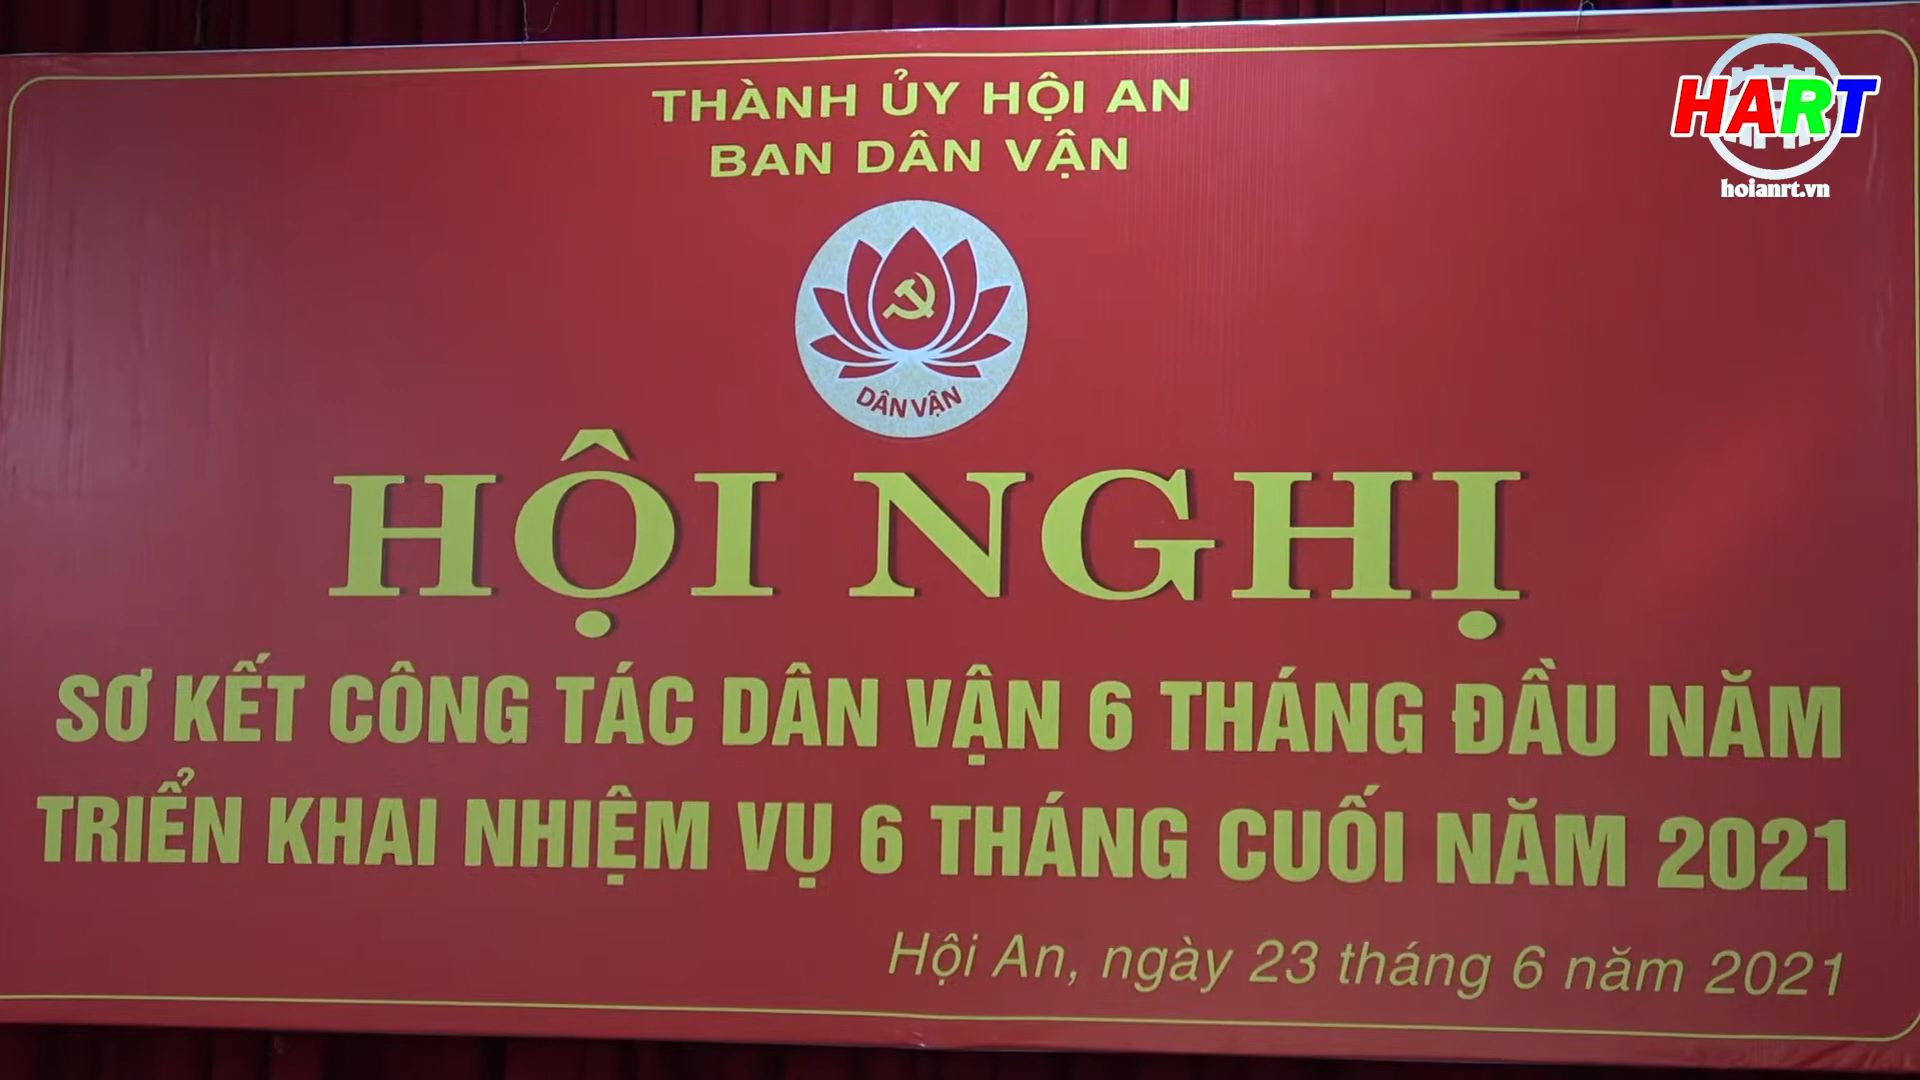 THÀNH ỦY HỘI AN
BAN DÂN VẬN
HART
hoianrt.vn
DÂN VẬN
HỘI NGHỊ
SƠ KẾT CÔNG TÁC DÂN VẬN 6 THÁNG ĐẦU NĂM
TRIỂN KHAI NHIỆM VỤ 6 THÁNG CUỐI NĂM 2021
Hội An, ngày 23 tháng 6 năm 2021